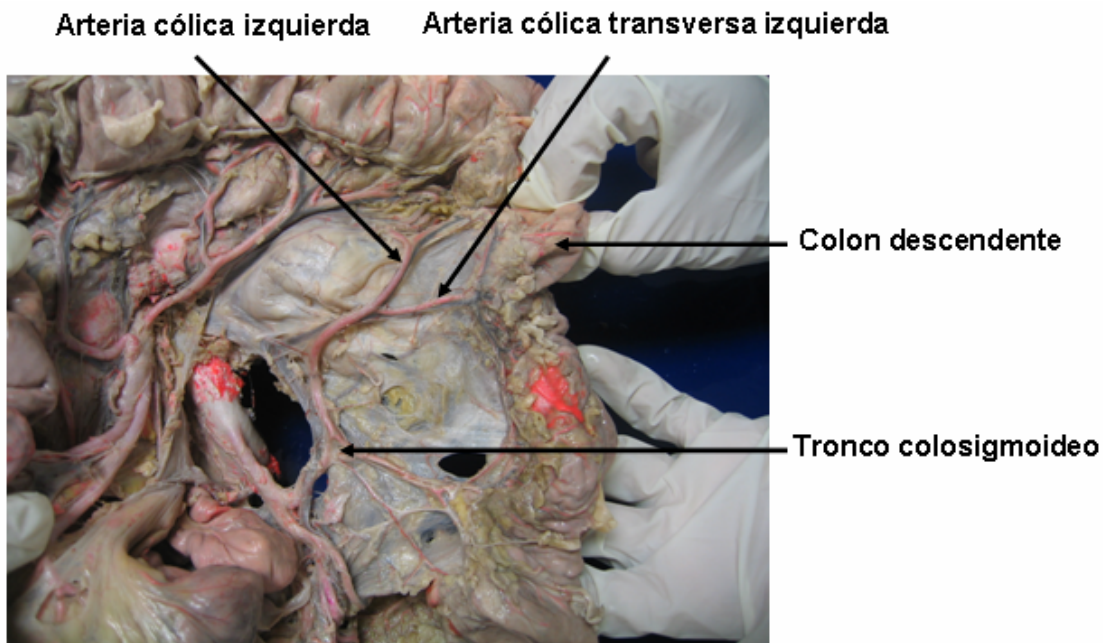 Arteria cólica izquierda
Arteria cólica transversa izquierda
Colon descendente
Tronco colosigmoideo